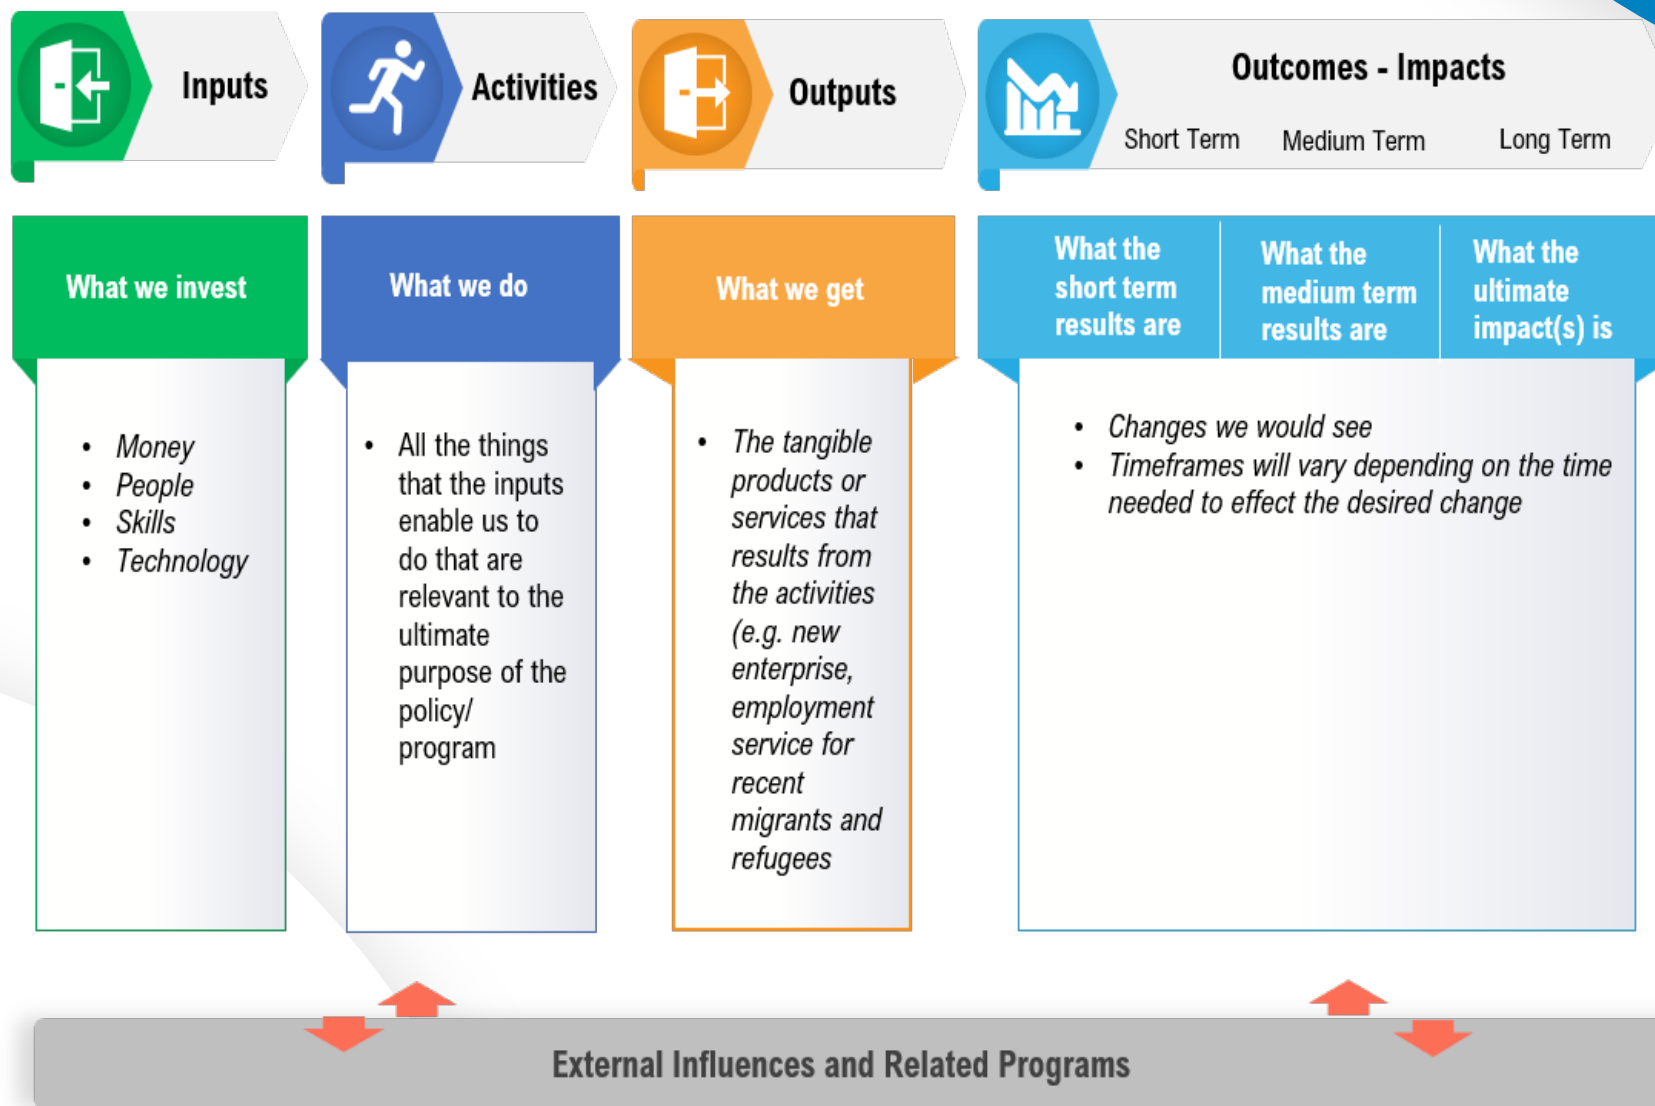 Inputs
Activities
Outputs
Outcomes - Impacts
Short Term
Medium Term
Long Term
What we invest
What we do
What we get
What the
short term
results are
What the
medium term
results are
What the
ultimate
impact(s) is
• Money
• People
• Skills
• Technology
• All the things
that the inputs
enable us to
do that are
relevant to the
ultimate
purpose of the
policy/
program
• The tangible
products or
services that
results from
the activities
(e.g. new
enterprise,
employment
service for
recent
migrants and
refugees
• Changes we would see
• Timeframes will vary depending on the time
needed to effect the desired change
External Influences and Related Programs